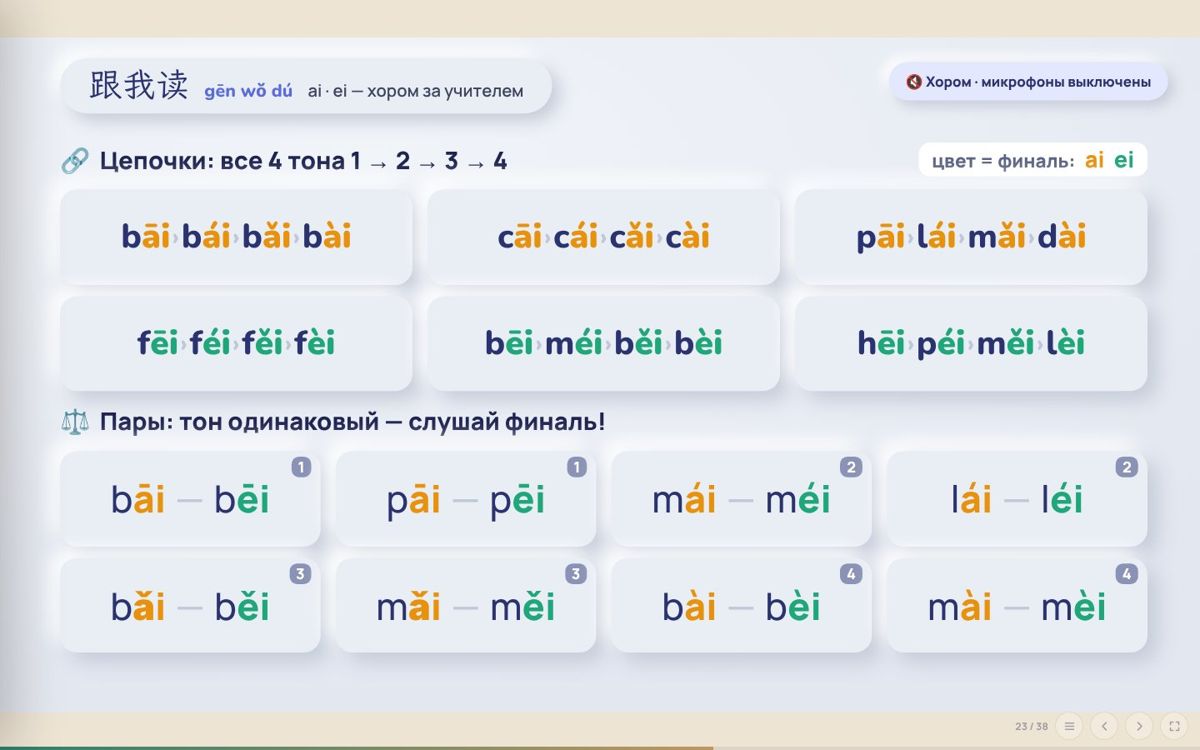 跟我读 gēn wǒ dú ai · ei — хором за учителем
Хором · микрофоны выключены
Цепочки: все 4 тона 1 → 2 → 3 → 4
цвет = финаль: ai ei
bāi › bái › bǎi › bài
cāi › cái › cǎi › cài
pāi › lái › mǎi › dài
fēi › féi › fěi › fèi
bēi › méi › běi › bèi
hēi › péi › měi › lèi
Пары: тон одинаковый — слушай финаль!
bāi — bēi 1
pāi — pēi 1
mái — méi 2
lái — léi 2
bǎi — běi 3
mǎi — měi 3
bài — bèi 4
mài — mèi 4
23 / 38